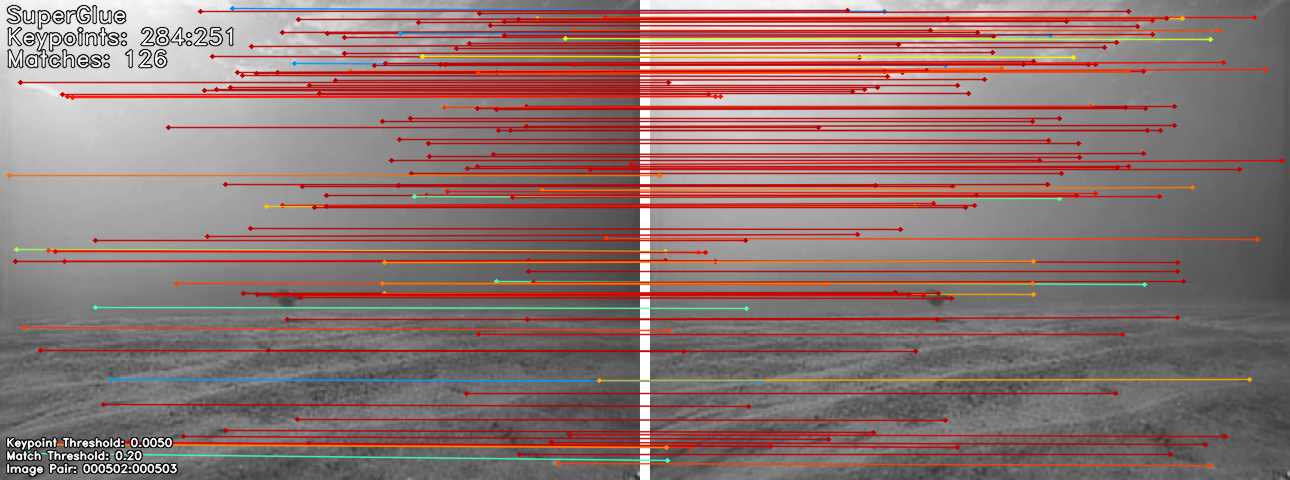 SuperGlue
Keypoints: 284:251
Matches: 126
Keypoint Threshold: 0.0050
Match Threshold: 0.20
Image Pair: 000502:000503